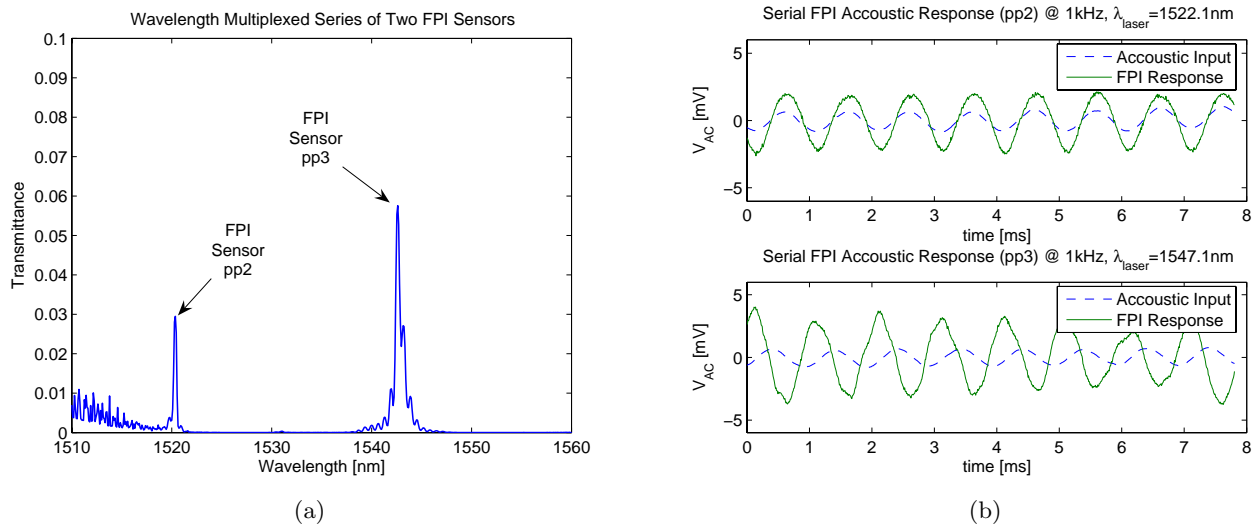 Wavelength Multiplexed Series of Two FPI Sensors
0.1
0.09
0.08
0.07
0.06
0.05
0.04
0.03
0.02
0.01
0
Transmittance
FPI
Sensor
pp3
FPI
Sensor
pp2
1510 1520 1530 1540 1550 1560
Wavelength [nm]
(a)
Serial FPI Accoustic Response (pp2) @ 1kHz, λlaser=1522.1nm
5
0
−5
V_AC [mV]
Accoustic Input
FPI Response
0 1 2 3 4 5 6 7 8
time [ms]
Serial FPI Accoustic Response (pp3) @ 1kHz, λlaser=1547.1nm
5
0
−5
V_AC [mV]
Accoustic Input
FPI Response
0 1 2 3 4 5 6 7 8
time [ms]
(b)